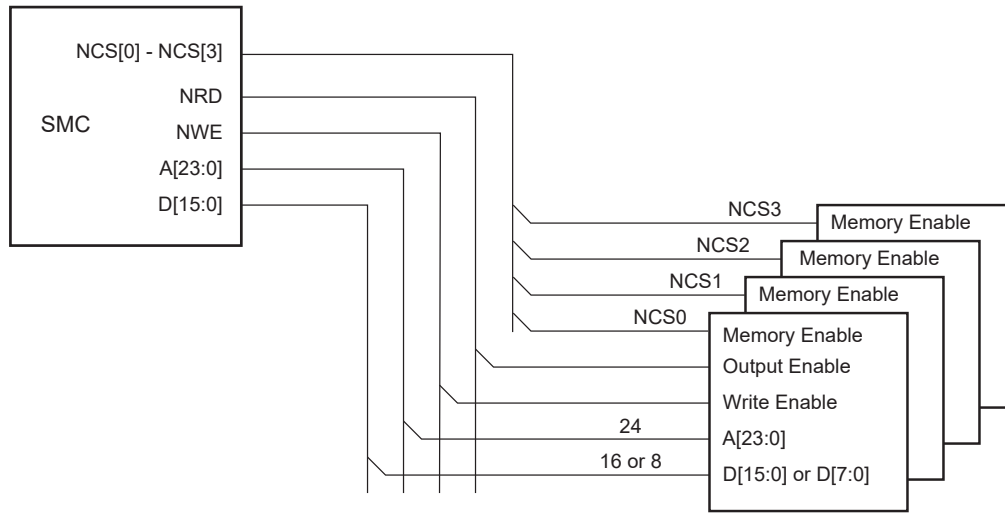 NCS[0] - NCS[3]
NRD
SMC
NWE
A[23:0]
D[15:0]
NCS3
Memory Enable
NCS2
Memory Enable
NCS1
Memory Enable
NCS0
Memory Enable
Output Enable
Write Enable
24
A[23:0]
16 or 8
D[15:0] or D[7:0]